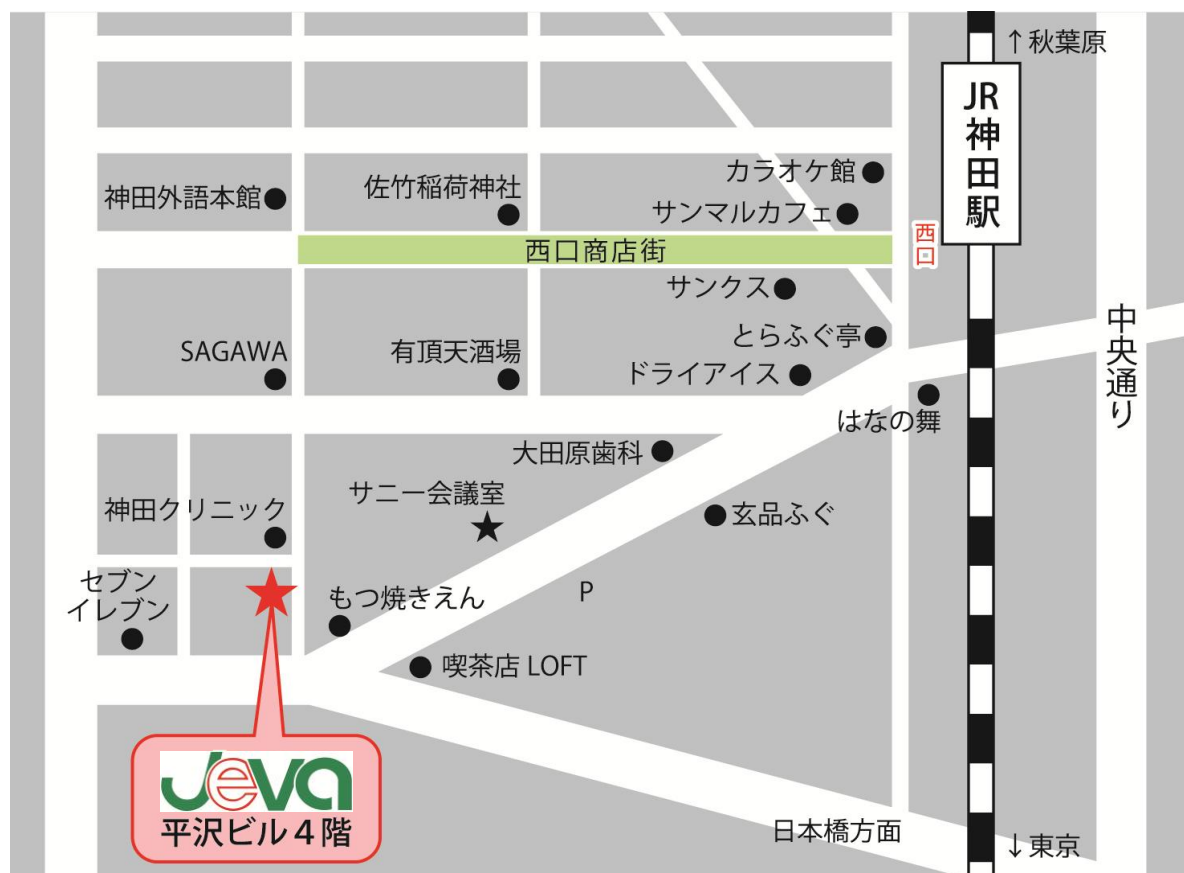 ↑秋葉原
JR神田駅
カラオケ館
神田外語本館
佐竹稲荷神社
サンマルカフェ
西口
西口商店街
サンクス
中央通り
とらふぐ亭
SAGAWA
有頂天酒場
ドライアイス
はなの舞
大田原歯科
サニー会議室
神田クリニック
玄品ふぐ
セブン
イレブン
もつ焼きえん
P
喫茶店 LOFT
Jeva
平沢ビル4階
日本橋方面
↓東京